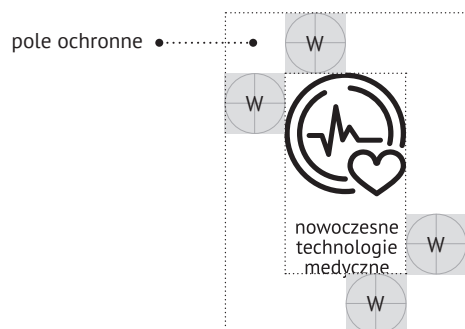 pole ochronne
W
W
nowoczesne
technologie
medyczne
W
W